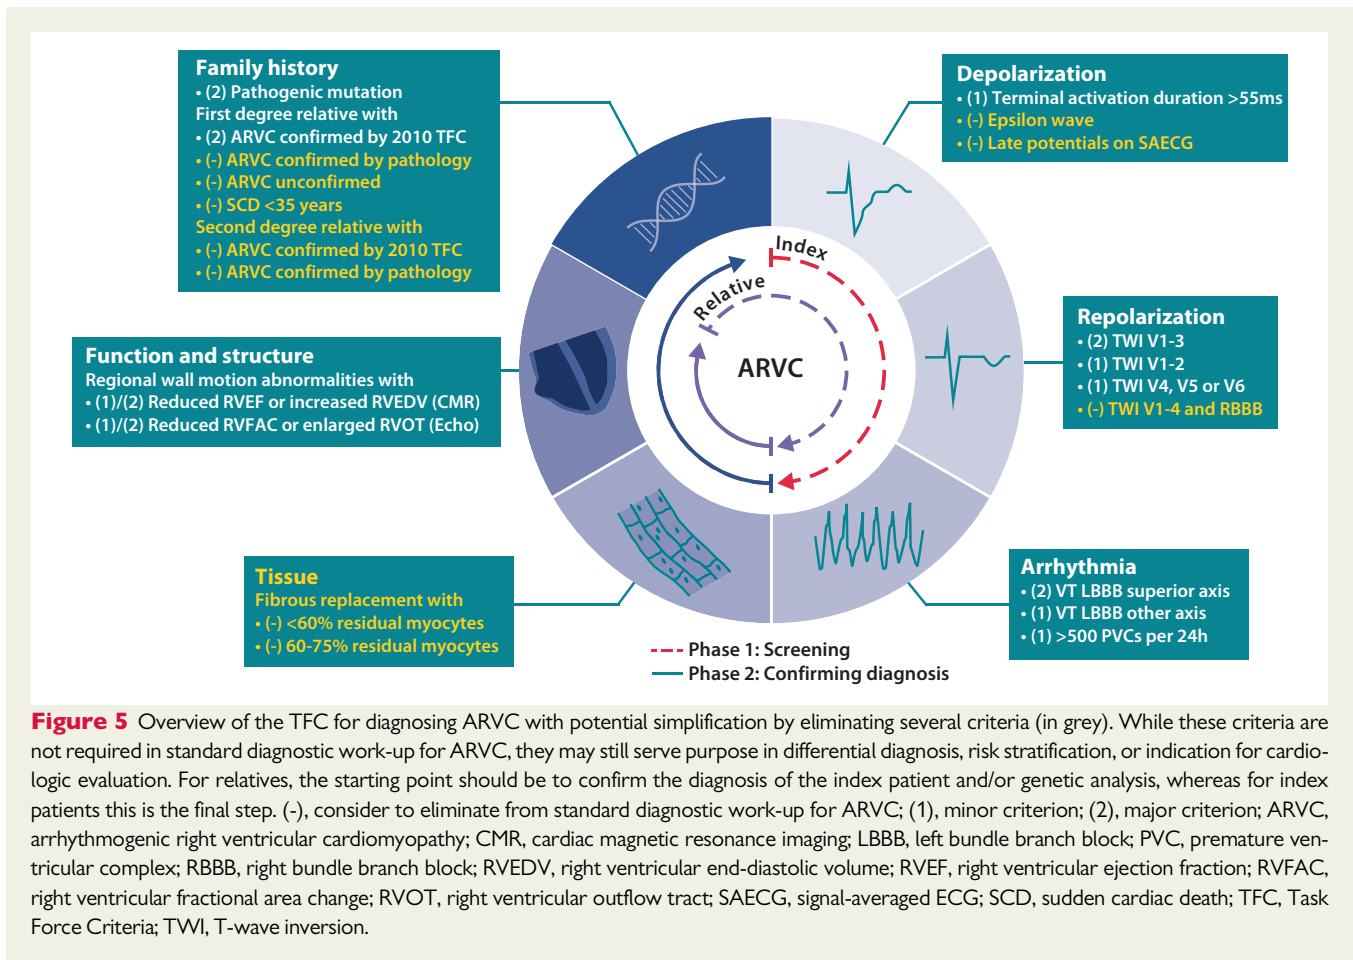 Family history
• (2) Pathogenic mutation
First degree relative with
• (2) ARVC confirmed by 2010 TFC
• (-) ARVC confirmed by pathology
• (-) ARVC unconfirmed
• (-) SCD <35 years
Second degree relative with
• (-) ARVC confirmed by 2010 TFC
• (-) ARVC confirmed by pathology
Depolarization
• (1) Terminal activation duration >55ms
• (-) Epsilon wave
• (-) Late potentials on SAECG
Index
Relative
ARVC
Repolarization
• (2) TWI V1-3
• (1) TWI V1-2
• (1) TWI V4, V5 or V6
• (-) TWI V1-4 and RBBB
Function and structure
Regional wall motion abnormalities with
• (1)/(2) Reduced RVEF or increased RVEDV (CMR)
• (1)/(2) Reduced RVFAC or enlarged RVOT (Echo)
Tissue
Fibrous replacement with
• (-) <60% residual myocytes
• (-) 60-75% residual myocytes
Arrhythmia
• (2) VT LBBB superior axis
• (1) VT LBBB other axis
• (1) >500 PVCs per 24h
Phase 1: Screening
Phase 2: Confirming diagnosis
Figure 5 Overview of the TFC for diagnosing ARVC with potential simplification by eliminating several criteria (in grey). While these criteria are
not required in standard diagnostic work-up for ARVC, they may still serve purpose in differential diagnosis, risk stratification, or indication for cardio-
logic evaluation. For relatives, the starting point should be to confirm the diagnosis of the index patient and/or genetic analysis, whereas for index
patients this is the final step. (-), consider to eliminate from standard diagnostic work-up for ARVC; (1), minor criterion; (2), major criterion; ARVC,
arrhythmogenic right ventricular cardiomyopathy; CMR, cardiac magnetic resonance imaging; LBBB, left bundle branch block; PVC, premature ven-
tricular complex; RBBB, right bundle branch block; RVEDV, right ventricular end-diastolic volume; RVEF, right ventricular ejection fraction; RVFAC,
right ventricular fractional area change; RVOT, right ventricular outflow tract; SAECG, signal-averaged ECG; SCD, sudden cardiac death; TFC, Task
Force Criteria; TWI, T-wave inversion.